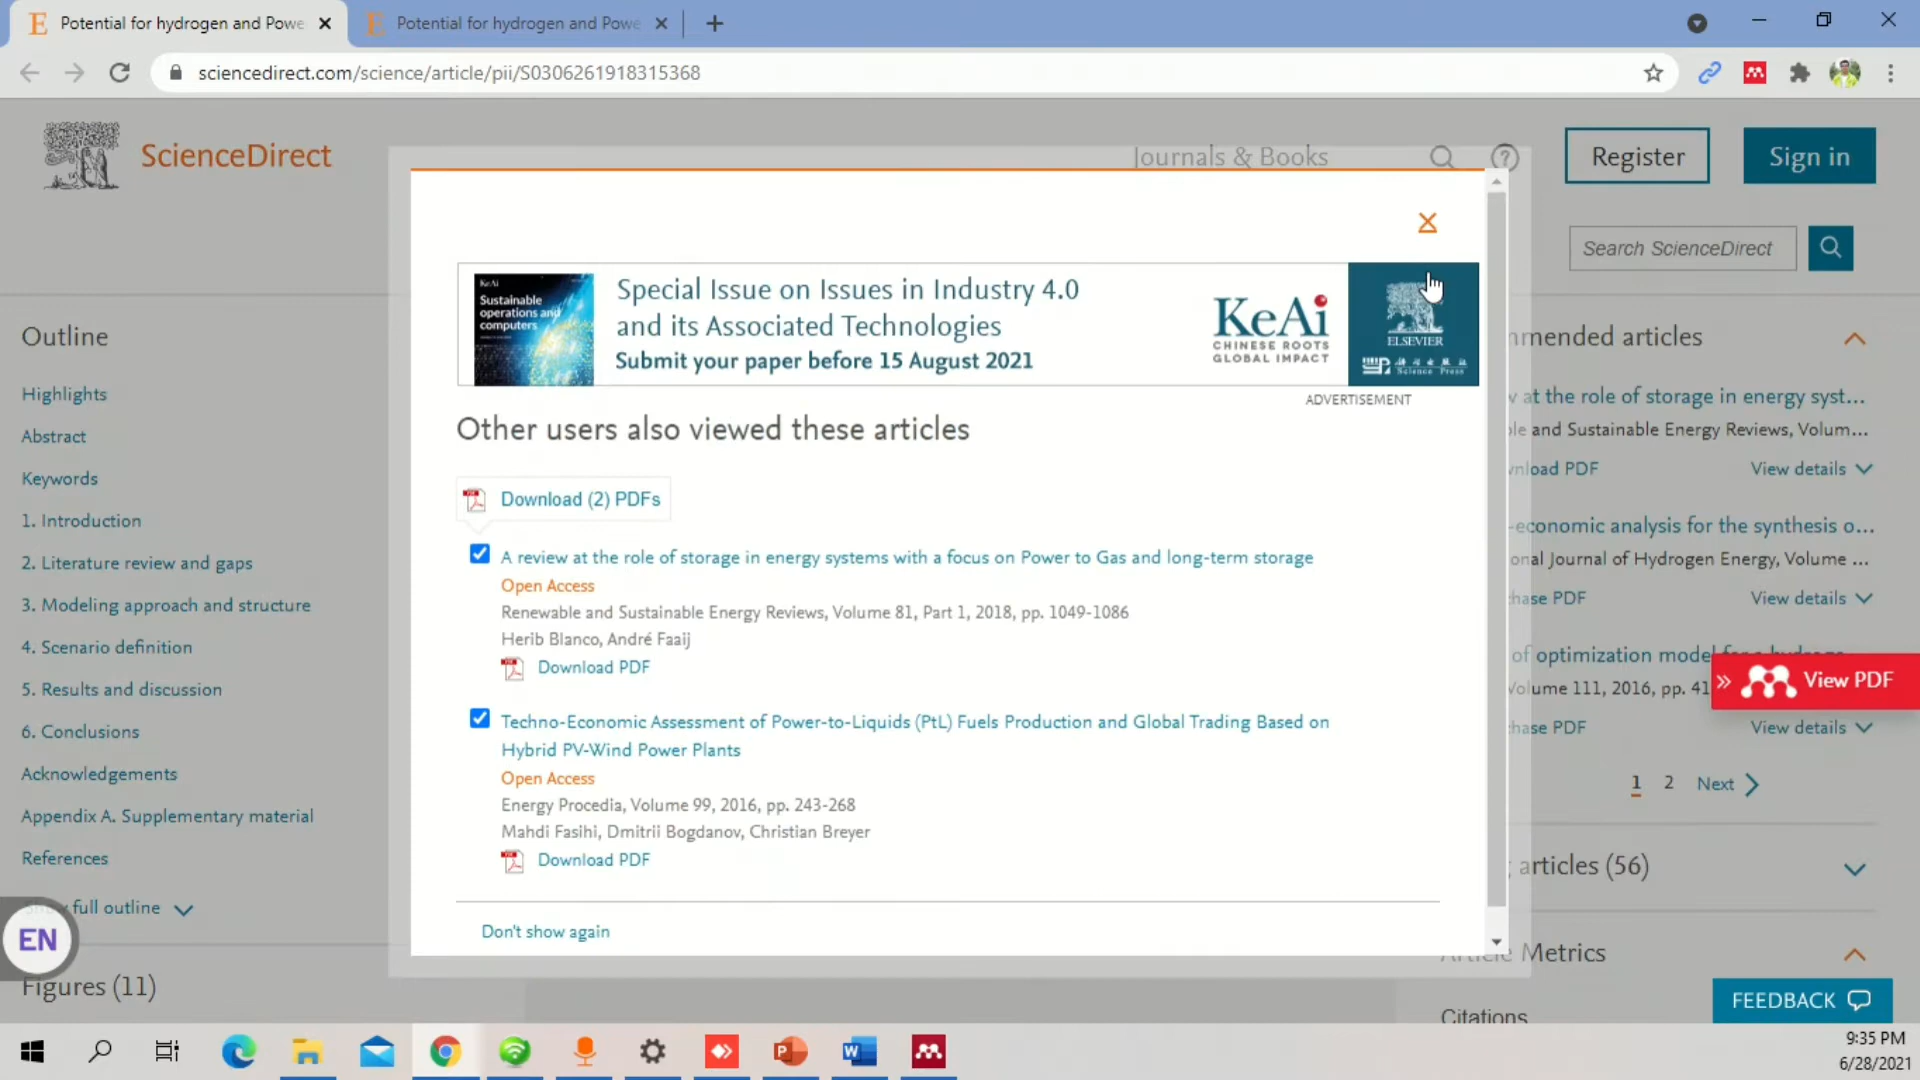 Potential for hydrogen and Powe
Potential for hydrogen and Powe
sciencedirect.com/science/article/pii/S0306261918315368
ScienceDirect
Journals & Books
Register
Sign in
Search ScienceDirect
Outline
Highlights
Abstract
Keywords
1. Introduction
2. Literature review and gaps
3. Modeling approach and structure
4. Scenario definition
5. Results and discussion
6. Conclusions
Acknowledgements
Appendix A. Supplementary material
References
full outline
EN
Figures (11)
KeAi
Sustainable
operations and
computers
Special Issue on Issues in Industry 4.0
and its Associated Technologies
Submit your paper before 15 August 2021
KeAi
CHINESE ROOTS
GLOBAL IMPACT
ELSEVIER
Science Press
ADVERTISEMENT
Other users also viewed these articles
Download (2) PDFs
A review at the role of storage in energy systems with a focus on Power to Gas and long-term storage
Open Access
Renewable and Sustainable Energy Reviews, Volume 81, Part 1, 2018, pp. 1049-1086
Herib Blanco, André Faaij
Download PDF
Techno-Economic Assessment of Power-to-Liquids (PtL) Fuels Production and Global Trading Based on
Hybrid PV-Wind Power Plants
Open Access
Energy Procedia, Volume 99, 2016, pp. 243-268
Mahdi Fasihi, Dmitrii Bogdanov, Christian Breyer
Download PDF
Don't show again
mmended articles
at the role of storage in energy syst...
ble and Sustainable Energy Reviews, Volum...
nload PDF
View details
-economic analysis for the synthesis o...
onal Journal of Hydrogen Energy, Volume ...
hase PDF
View details
of optimization model
Volume 111, 2016, pp. 41
View PDF
hase PDF
View details
1 2 Next
articles (56)
Article Metrics
FEEDBACK
Citations
9:35 PM
6/28/2021